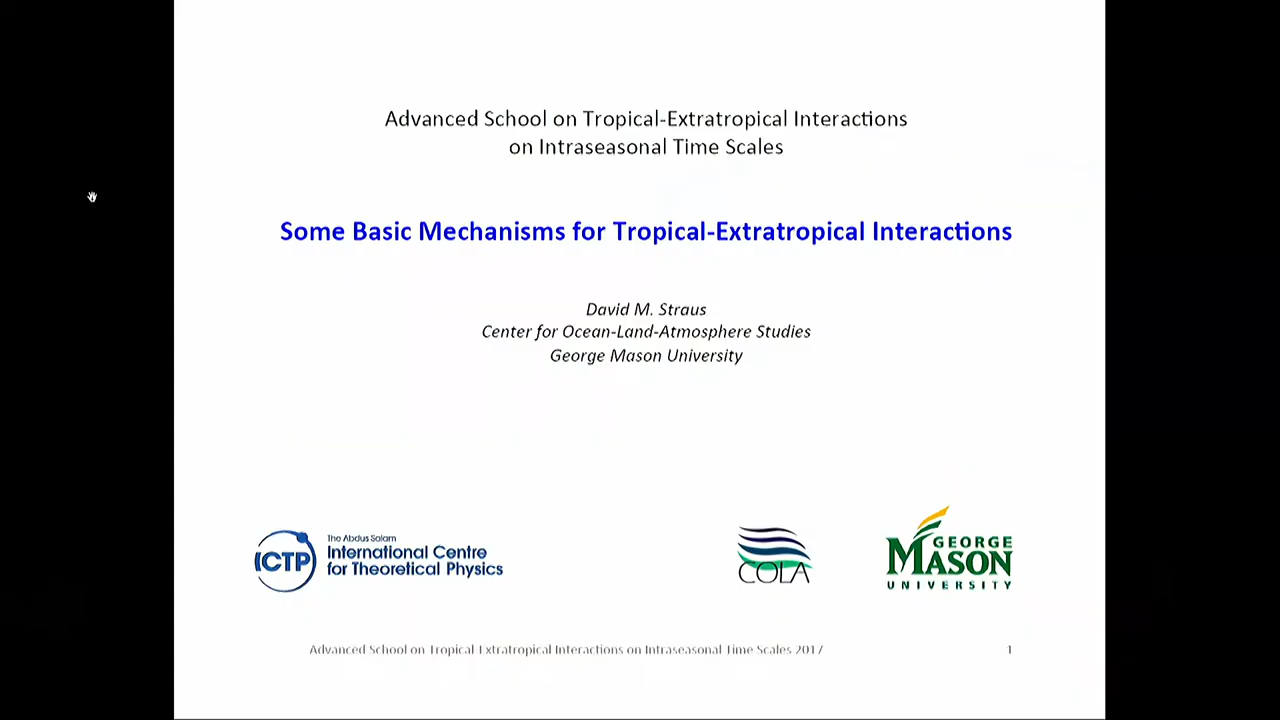 Advanced School on Tropical-Extratropical Interactions
on Intraseasonal Time Scales
Some Basic Mechanisms for Tropical-Extratropical Interactions
David M. Straus
Center for Ocean-Land-Atmosphere Studies
George Mason University
ICTP
The Abdus Salam
International Centre
for Theoretical Physics
COLA
GEORGE
MASON
UNIVERSITY
Advanced School on Tropical-Extratropical Interactions on Intraseasonal Time Scales 2017
1